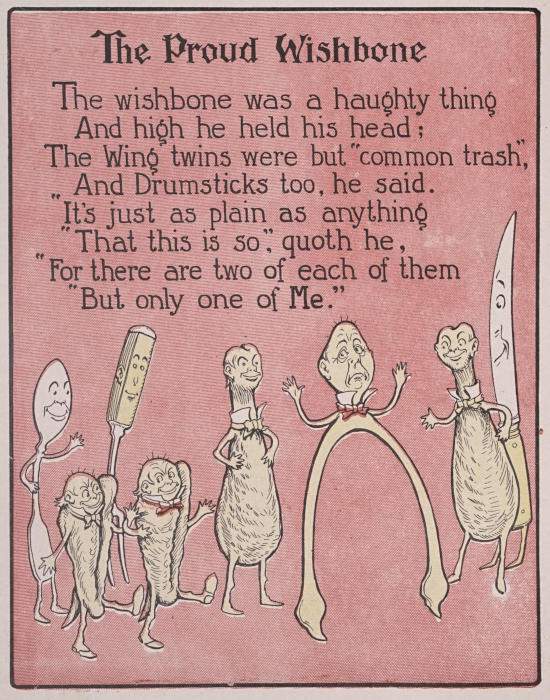 The Proud Wishbone
The wishbone was a haughty thing
And high he held his head;
The Wing twins were but "common trash",
And Drumsticks too, he said.
"It's just as plain as anything
"That this is so", quoth he,
"For there are two of each of them
"But only one of Me."